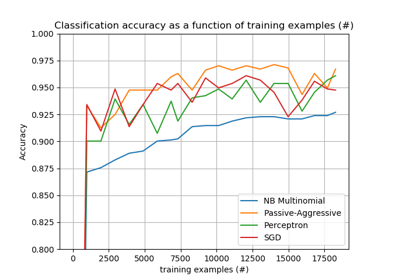 Classification accuracy as a function of training examples (#)
1.000
0.975
0.950
0.925
0.900
0.875
0.850
0.825
0.800
Accuracy
NB Multinomial
Passive-Aggressive
Perceptron
SGD
0 2500 5000 7500 10000 12500 15000 17500
training examples (#)